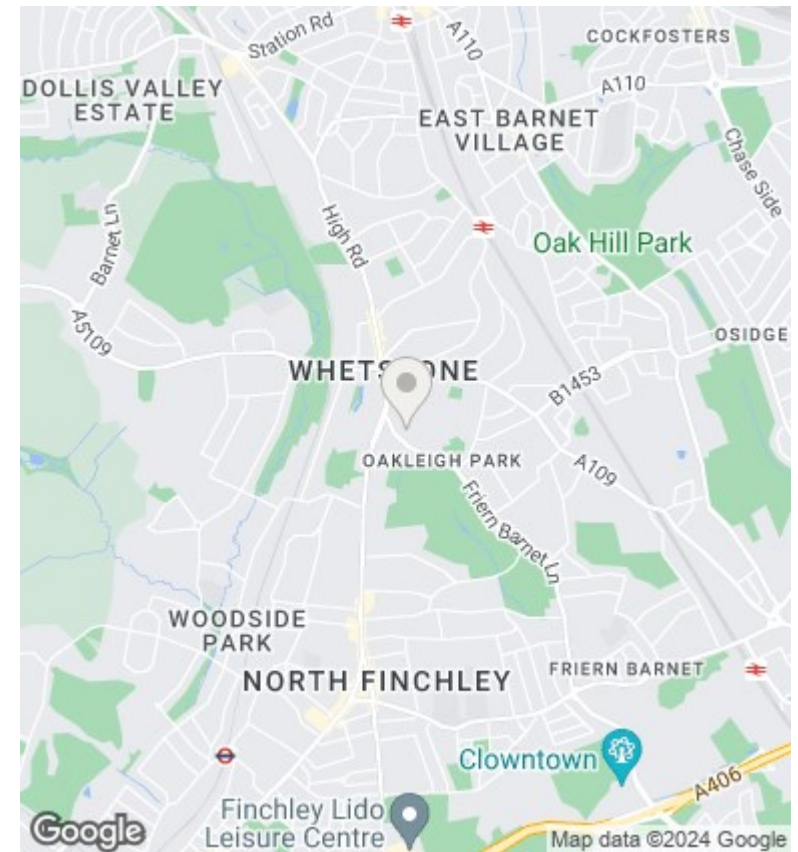 Station Rd
A110
COCKFOSTERS
DOLLIS VALLEY
ESTATE
A110
EAST BARNET
VILLAGE
Chase Side
Barnet Ln
High Rd
Oak Hill Park
A5109
OSIDGE
WHETSTONE
B1453
OAKLEIGH PARK
A109
Friern Barnet Ln
WOODSIDE
PARK
NORTH FINCHLEY
FRIERN BARNET
Clowntown
A406
Finchley Lido
Leisure Centre
Google
Map data ©2024 Google